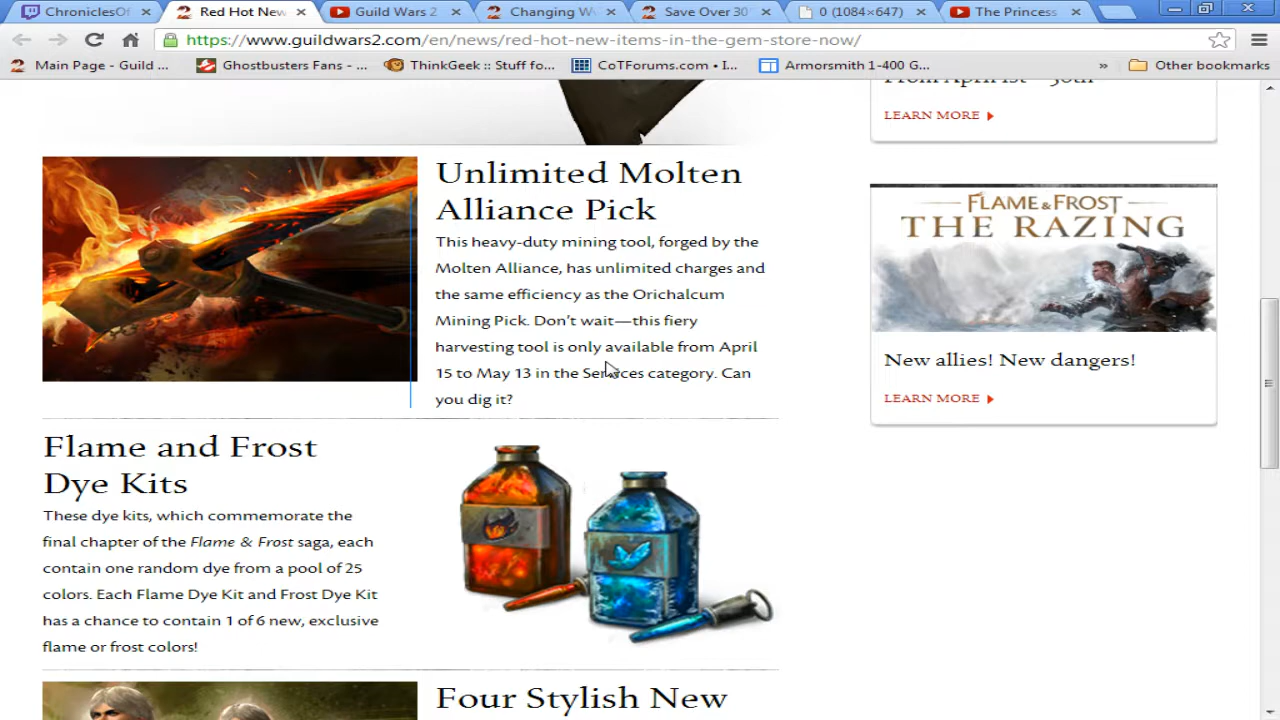 ChroniclesOf
Red Hot New
Guild Wars 2
Changing W
Save Over 30
0 (1084×647)
The Princess
https://www.guildwars2.com/en/news/red-hot-new-items-in-the-gem-store-now/
Main Page - Guild ...
Ghostbusters Fans - ...
ThinkGeek :: Stuff fo...
CoTForums.com • I...
Armorsmith 1-400 G...
»
Other bookmarks
From April 1st – 30th
LEARN MORE
Unlimited Molten
Alliance Pick
This heavy-duty mining tool, forged by the
Molten Alliance, has unlimited charges and
the same efficiency as the Orichalcum
Mining Pick. Don't wait—this fiery
harvesting tool is only available from April
15 to May 13 in the Services category. Can
you dig it?
FLAME & FROST
THE RAZING
New allies! New dangers!
LEARN MORE
Flame and Frost
Dye Kits
These dye kits, which commemorate the
final chapter of the Flame & Frost saga, each
contain one random dye from a pool of 25
colors. Each Flame Dye Kit and Frost Dye Kit
has a chance to contain 1 of 6 new, exclusive
flame or frost colors!
Four Stylish New